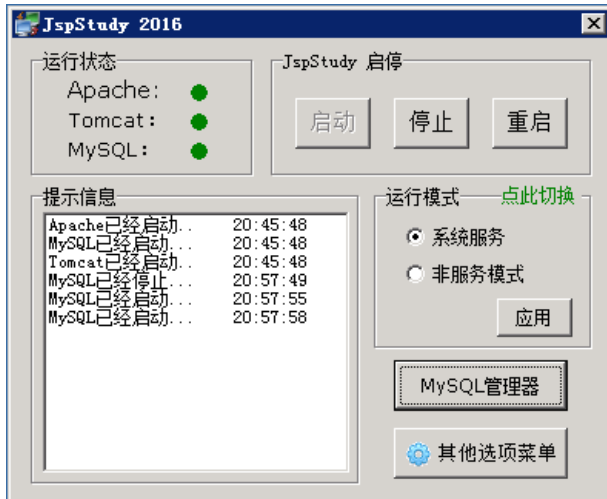 JspStudy 2016
运行状态
Apache:
Tomcat:
MySQL:
JspStudy 启停
启动
停止
重启
提示信息
Apache已经启动.. 20:45:48
MySQL已经启动... 20:45:48
Tomcat已经启动.. 20:45:48
MySQL已经停止... 20:57:49
MySQL已经启动... 20:57:55
MySQL已经启动... 20:57:58
运行模式 点此切换
系统服务
非服务模式
应用
MySQL管理器
其他选项菜单